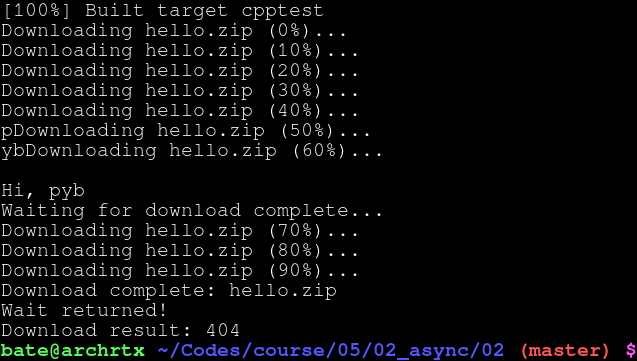 [100%] Built target cpptest
Downloading hello.zip (0%)...
Downloading hello.zip (10%)...
Downloading hello.zip (20%)...
Downloading hello.zip (30%)...
Downloading hello.zip (40%)...
pDownloading hello.zip (50%)...
ybDownloading hello.zip (60%)...

Hi, pyb
Waiting for download complete...
Downloading hello.zip (70%)...
Downloading hello.zip (80%)...
Downloading hello.zip (90%)...
Download complete: hello.zip
Wait returned!
Download result: 404
bate@archrtx ~/Codes/course/05/02_async/02 (master) $